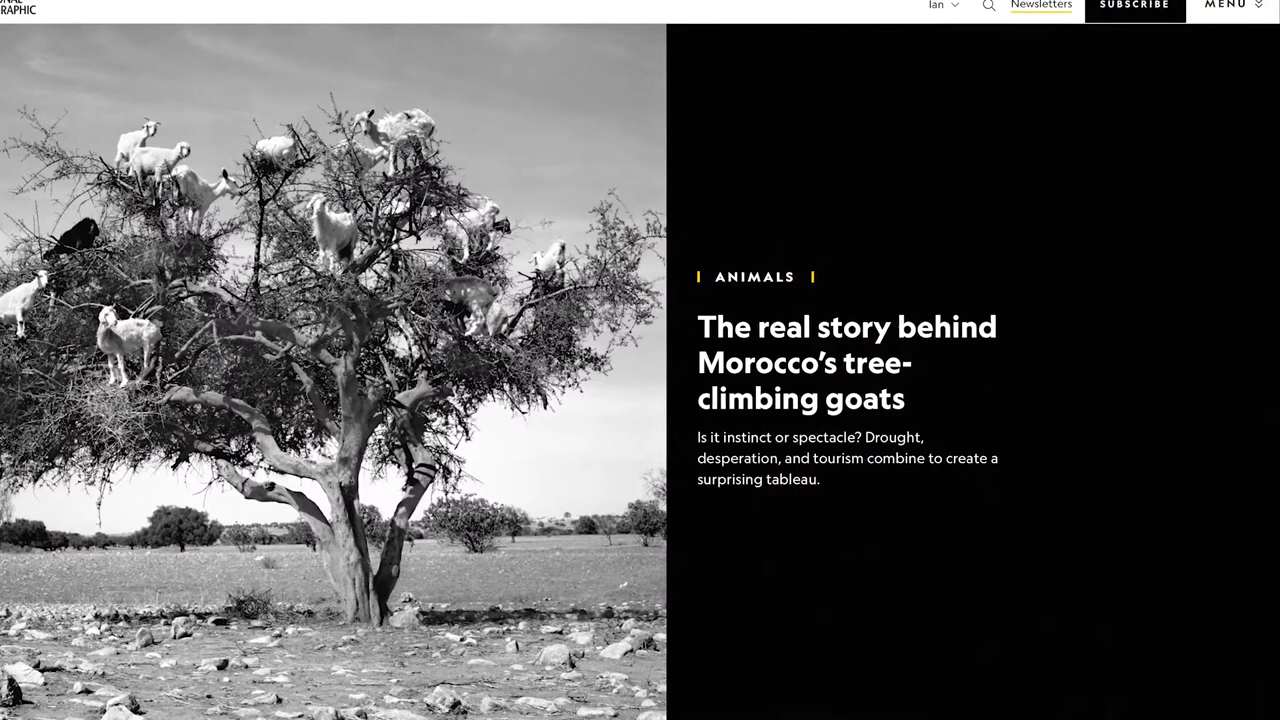 RAPHIC
Ian
Newsletters
SUBSCRIBE
MENU
ANIMALS
The real story behind
Morocco's tree-
climbing goats
Is it instinct or spectacle? Drought,
desperation, and tourism combine to create a
surprising tableau.